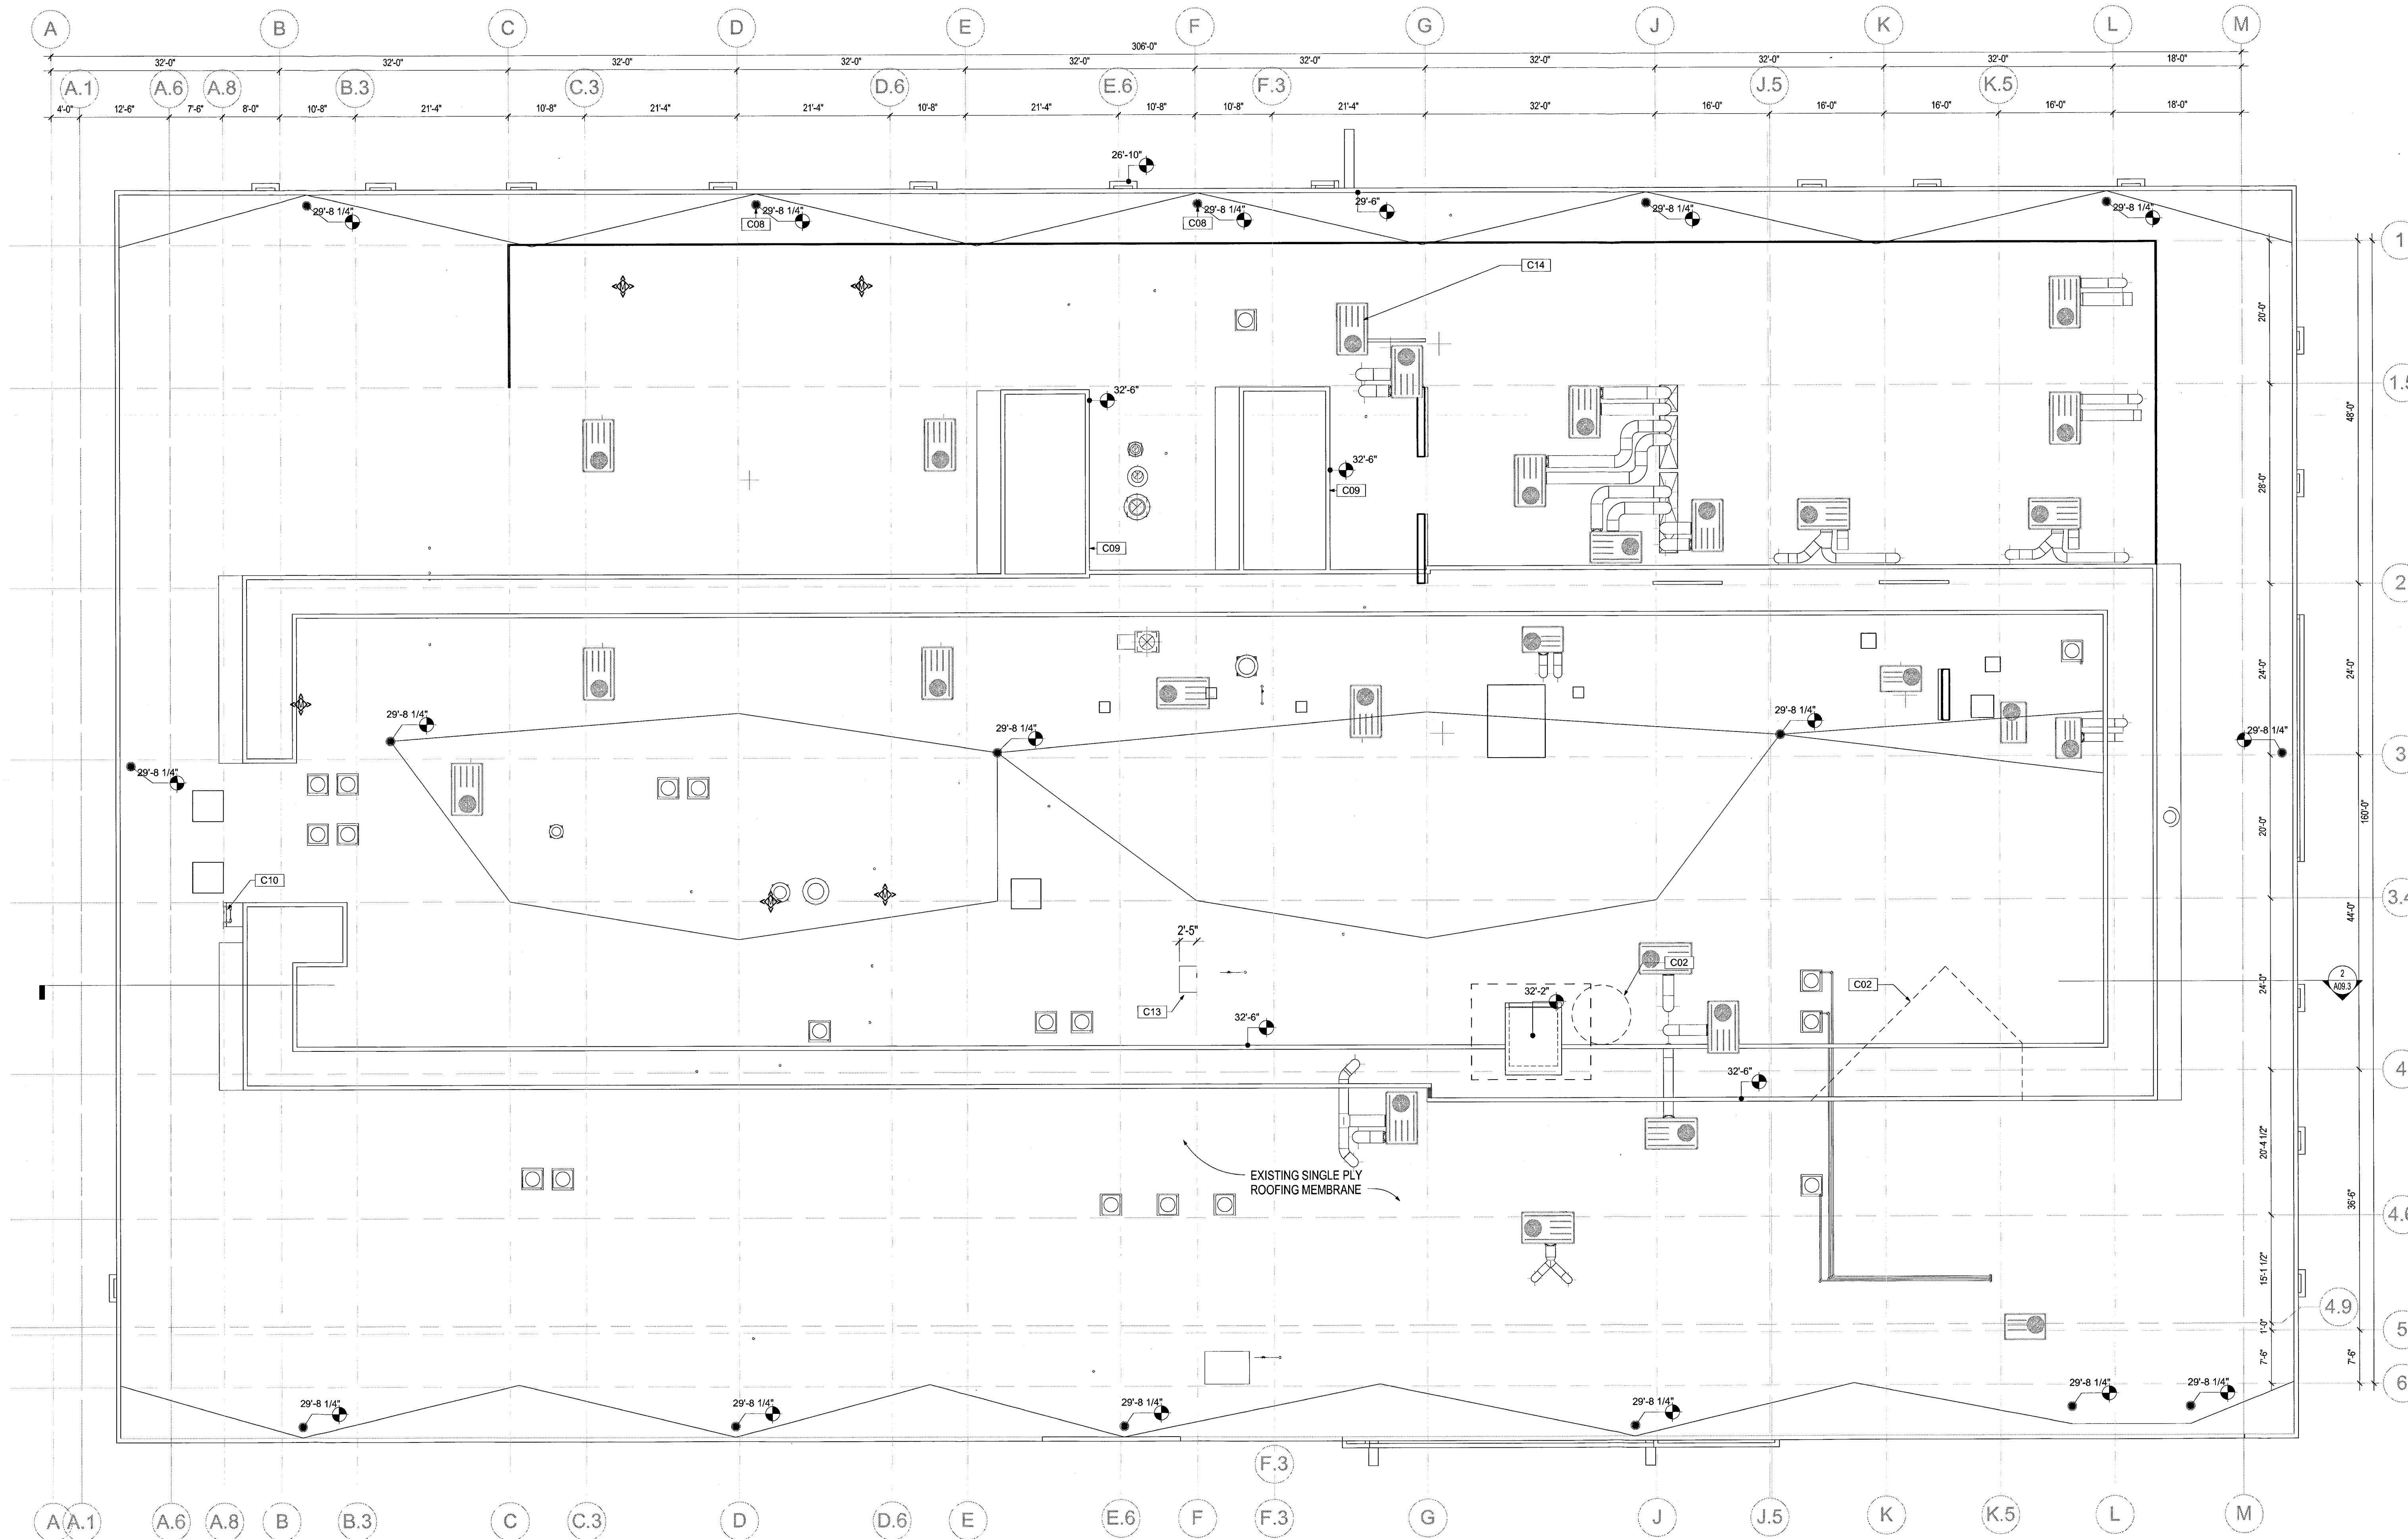 A B C D E F G J K L M
306'-0"
32'-0" 32'-0" 32'-0" 32'-0" 32'-0" 32'-0" 32'-0" 32'-0" 32'-0" 18'-0"
A.1 A.6 A.8 B.3 C.3 D.6 E.6 F.3 J.5 K.5
4'-0" 12'-6" 7'-6" 8'-0" 10'-8" 21'-4" 10'-8" 21'-4" 21'-4" 10'-8" 21'-4" 10'-8" 10'-8" 21'-4" 32'-0" 16'-0" 16'-0" 16'-0" 16'-0" 18'-0"
26'-10"
29'-8 1/4" 29'-8 1/4" 29'-8 1/4" 29'-6" 29'-8 1/4" 29'-8 1/4"
C08 C08
1
C14
M M
20'-0"
32'-6"
1.5
48'-0"
32'-6"
28'-0"
C09
C09
2
24'-0" 24'-0"
M
29'-8 1/4" 29'-8 1/4" 29'-8 1/4" 29'-8 1/4"
3
29'-8 1/4"
160'-0"
20'-0"
C10
M M
3.4
44'-0"
2'-5"
C02
2
A09.3
C02
24'-0"
32'-2"
C13
32'-6"
4
32'-6"
20'-4 1/2"
EXISTING SINGLE PLY
ROOFING MEMBRANE
36'-6"
4.6
15'-1 1/2"
4.9
1'-0"
5
7'-6" 7'-6"
6
29'-8 1/4" 29'-8 1/4" 29'-8 1/4" 29'-8 1/4" 29'-8 1/4" 29'-8 1/4"
F.3
A A.1 A.6 A.8 B B.3 C C.3 D D.6 E E.6 F F.3 G J J.5 K K.5 L M